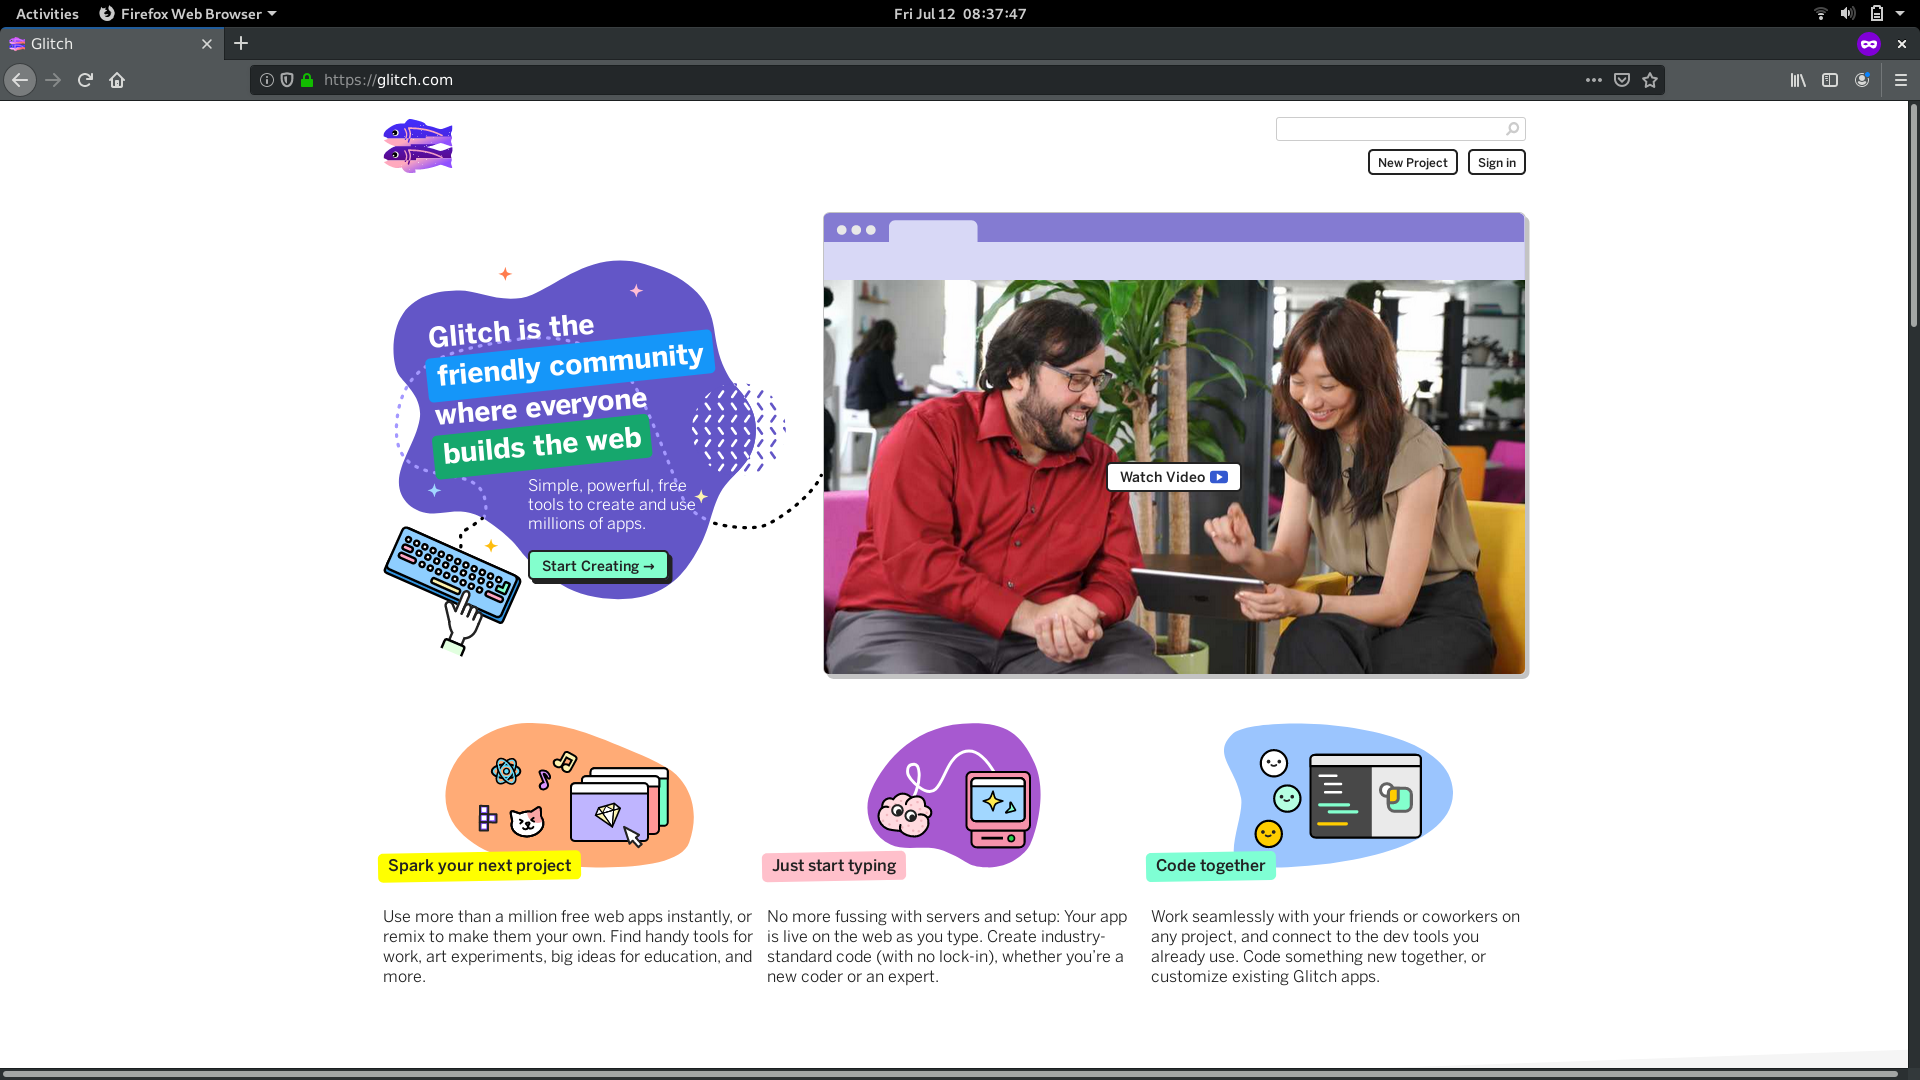 Activities
Firefox Web Browser
Fri Jul 12 08:37:47
Glitch
https://glitch.com
New Project
Sign in
Glitch is the
friendly community
where everyone
builds the web
Simple, powerful, free
tools to create and use
millions of apps.
Start Creating →
Watch Video
Spark your next project
Use more than a million free web apps instantly, or
remix to make them your own. Find handy tools for
work, art experiments, big ideas for education, and
more.
Just start typing
No more fussing with servers and setup: Your app
is live on the web as you type. Create industry-
standard code (with no lock-in), whether you're a
new coder or an expert.
Code together
Work seamlessly with your friends or coworkers on
any project, and connect to the dev tools you
already use. Code something new together, or
customize existing Glitch apps.